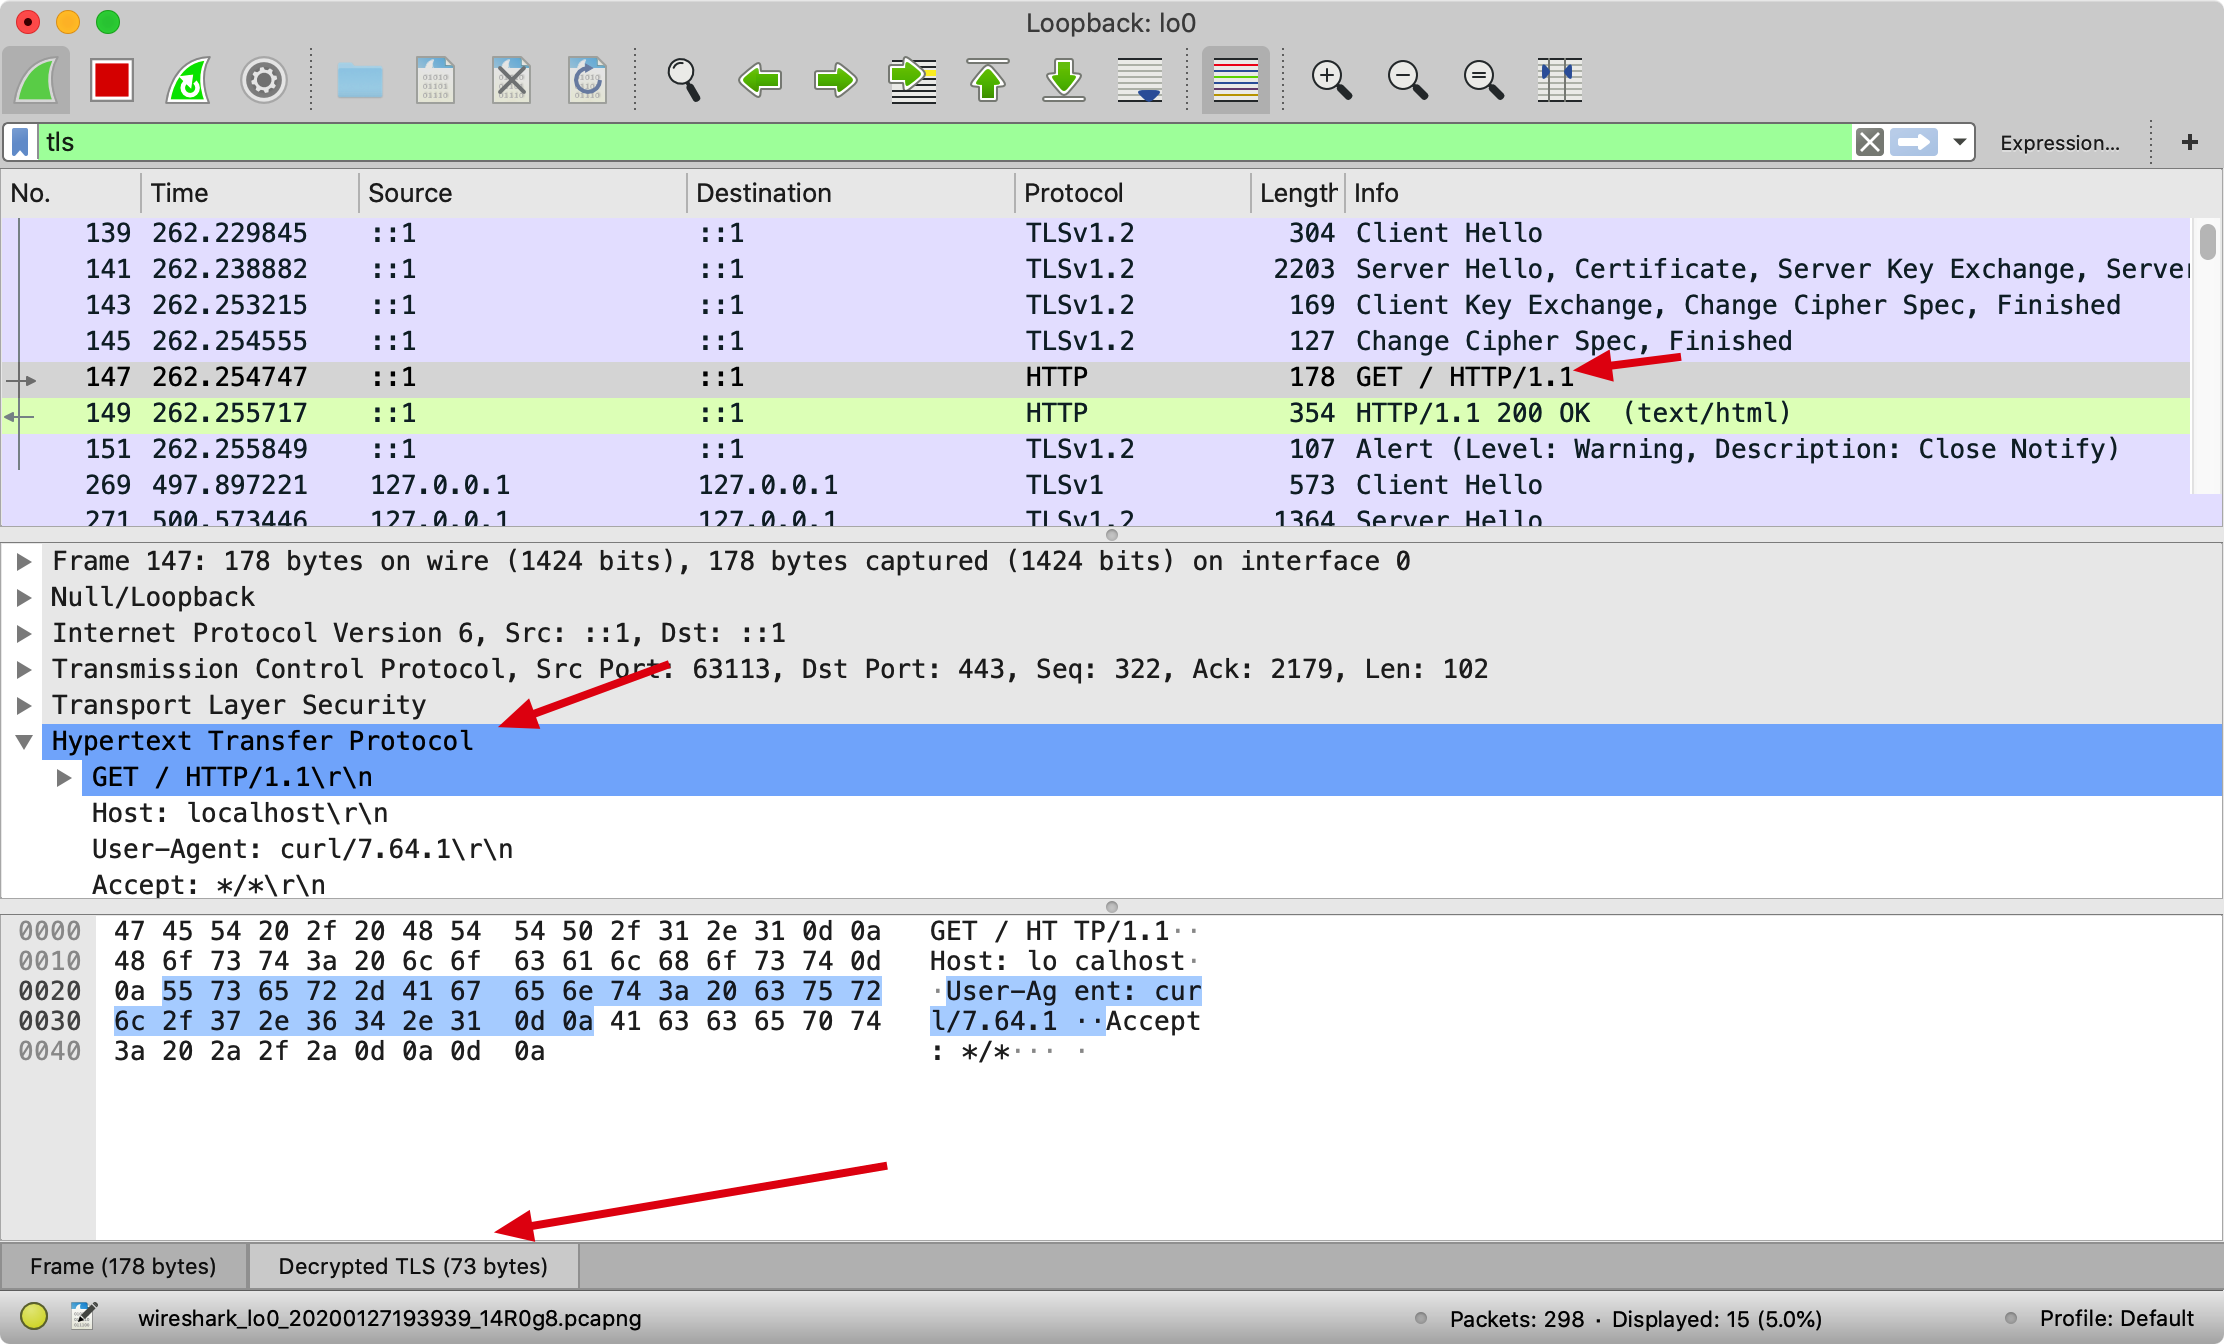 Loopback: lo0
tls
Expression...
+
No. Time Source Destination Protocol Length Info
139 262.229845 ::1 ::1 TLSv1.2 304 Client Hello
141 262.238882 ::1 ::1 TLSv1.2 2203 Server Hello, Certificate, Server Key Exchange, Server
143 262.253215 ::1 ::1 TLSv1.2 169 Client Key Exchange, Change Cipher Spec, Finished
145 262.254555 ::1 ::1 TLSv1.2 127 Change Cipher Spec, Finished
147 262.254747 ::1 ::1 HTTP 178 GET / HTTP/1.1
149 262.255717 ::1 ::1 HTTP 354 HTTP/1.1 200 OK  (text/html)
151 262.255849 ::1 ::1 TLSv1.2 107 Alert (Level: Warning, Description: Close Notify)
269 497.897221 127.0.0.1 127.0.0.1 TLSv1 573 Client Hello
271 500.573446 127.0.0.1 127.0.0.1 TLSv1.2 1364 Server Hello
Frame 147: 178 bytes on wire (1424 bits), 178 bytes captured (1424 bits) on interface 0
Null/Loopback
Internet Protocol Version 6, Src: ::1, Dst: ::1
Transmission Control Protocol, Src Port: 63113, Dst Port: 443, Seq: 322, Ack: 2179, Len: 102
Transport Layer Security
Hypertext Transfer Protocol
GET / HTTP/1.1\r\n
Host: localhost\r\n
User-Agent: curl/7.64.1\r\n
Accept: */*\r\n
0000 47 45 54 20 2f 20 48 54 54 50 2f 31 2e 31 0d 0a GET / HT TP/1.1··
0010 48 6f 73 74 3a 20 6c 6f 63 61 6c 68 6f 73 74 0d Host: lo calhost·
0020 0a 55 73 65 72 2d 41 67 65 6e 74 3a 20 63 75 72 ·User-Ag ent: cur
0030 6c 2f 37 2e 36 34 2e 31 0d 0a 41 63 63 65 70 74 l/7.64.1 ··Accept
0040 3a 20 2a 2f 2a 0d 0a 0d 0a : */*··· ·
Frame (178 bytes) Decrypted TLS (73 bytes)
wireshark_lo0_20200127193939_14R0g8.pcapng Packets: 298 · Displayed: 15 (5.0%) Profile: Default